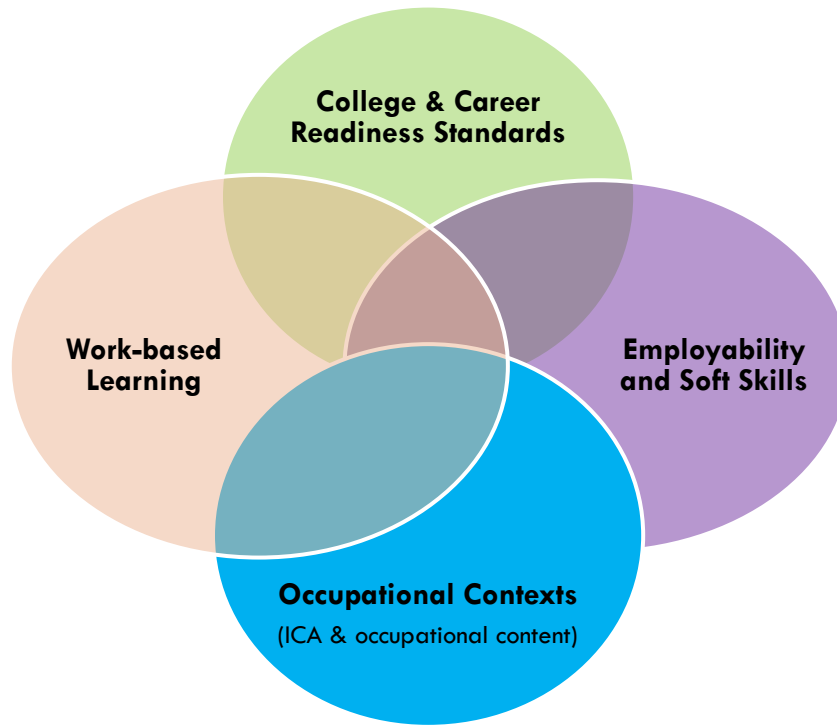 College & Career
Readiness Standards
Work-based
Learning
Employability
and Soft Skills
Occupational Contexts
(ICA & occupational content)